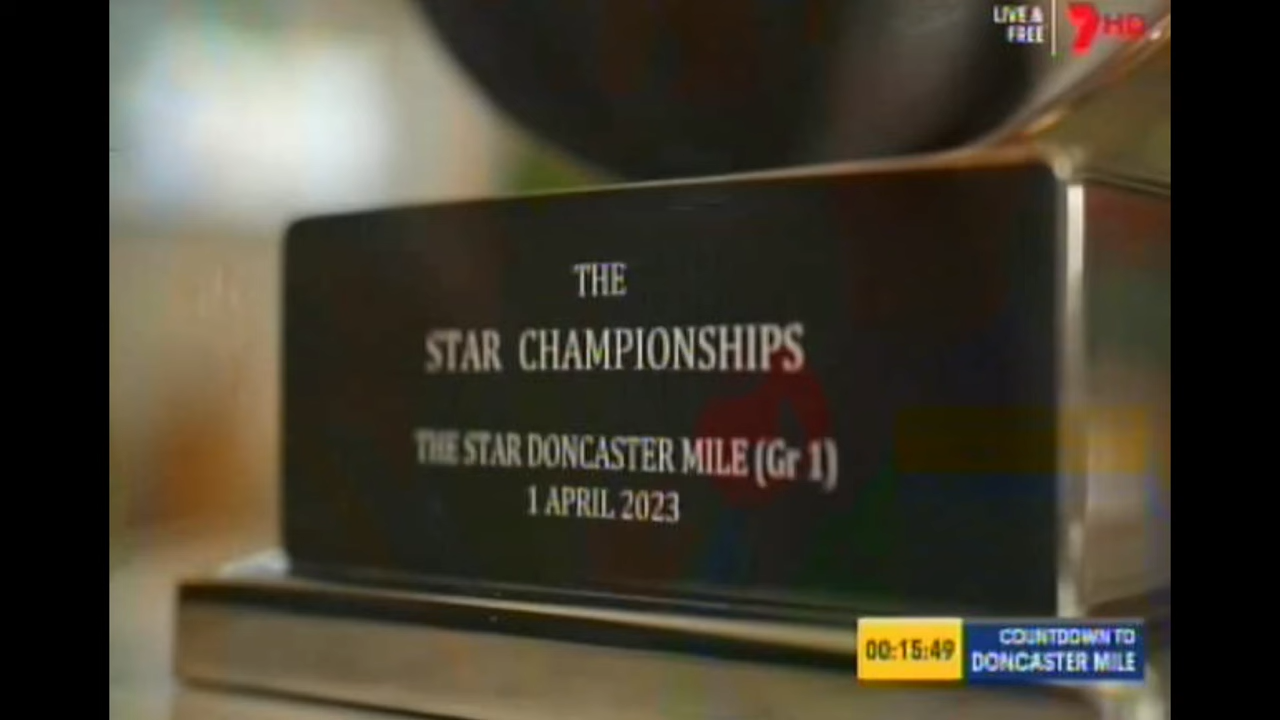 LIVE &
FREE
7HD
THE
STAR CHAMPIONSHIPS
THE STAR DONCASTER MILE (Gr 1)
1 APRIL 2023
00:15:49
COUNTDOWN TO
DONCASTER MILE